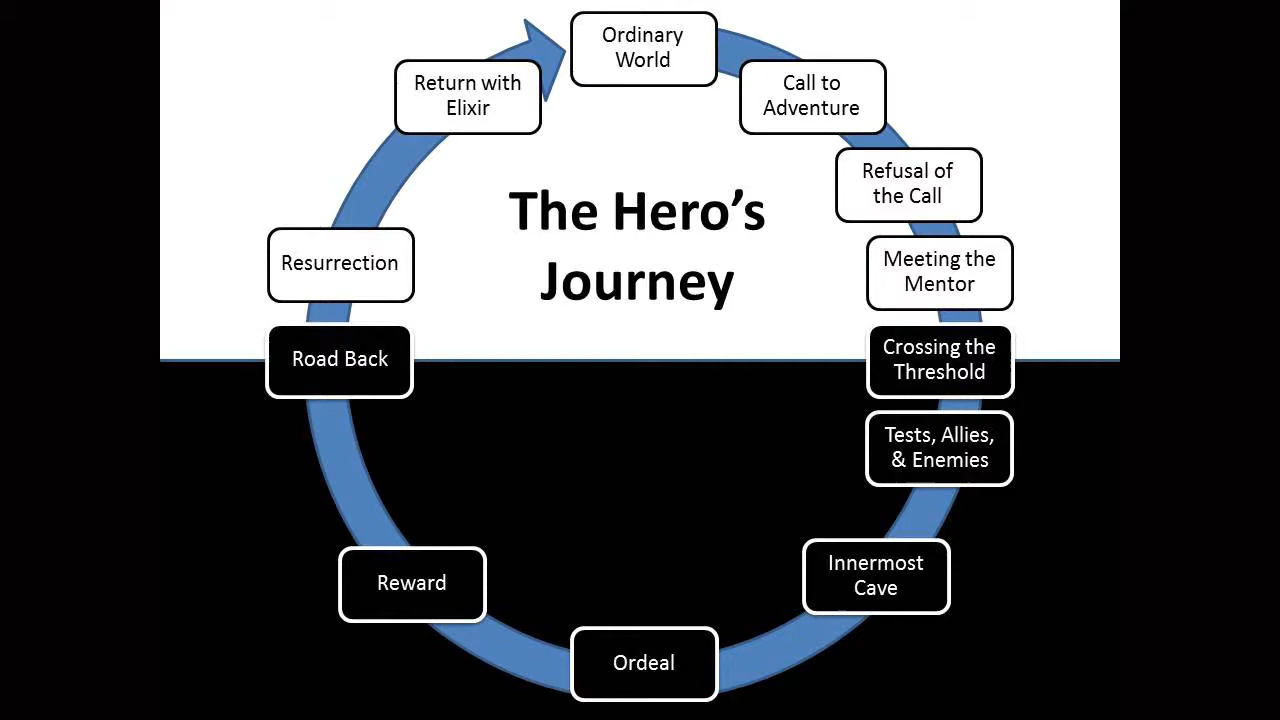 The Hero’s
Journey
Ordinary
World
Call to
Adventure
Refusal of
the Call
Meeting the
Mentor
Crossing the
Threshold
Tests, Allies,
& Enemies
Innermost
Cave
Ordeal
Reward
Road Back
Resurrection
Return with
Elixir